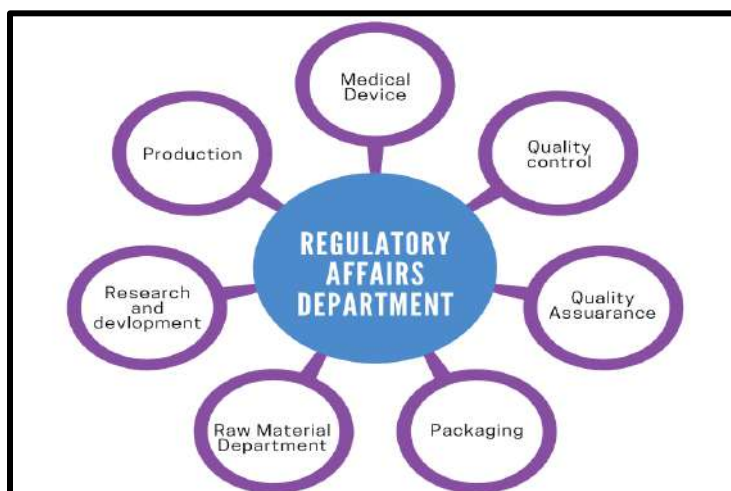 Medical
Device
Production
Quality
control
REGULATORY
AFFAIRS
DEPARTMENT
Research
and
devlopment
Quality
Assuarance
Raw Material
Department
Packaging